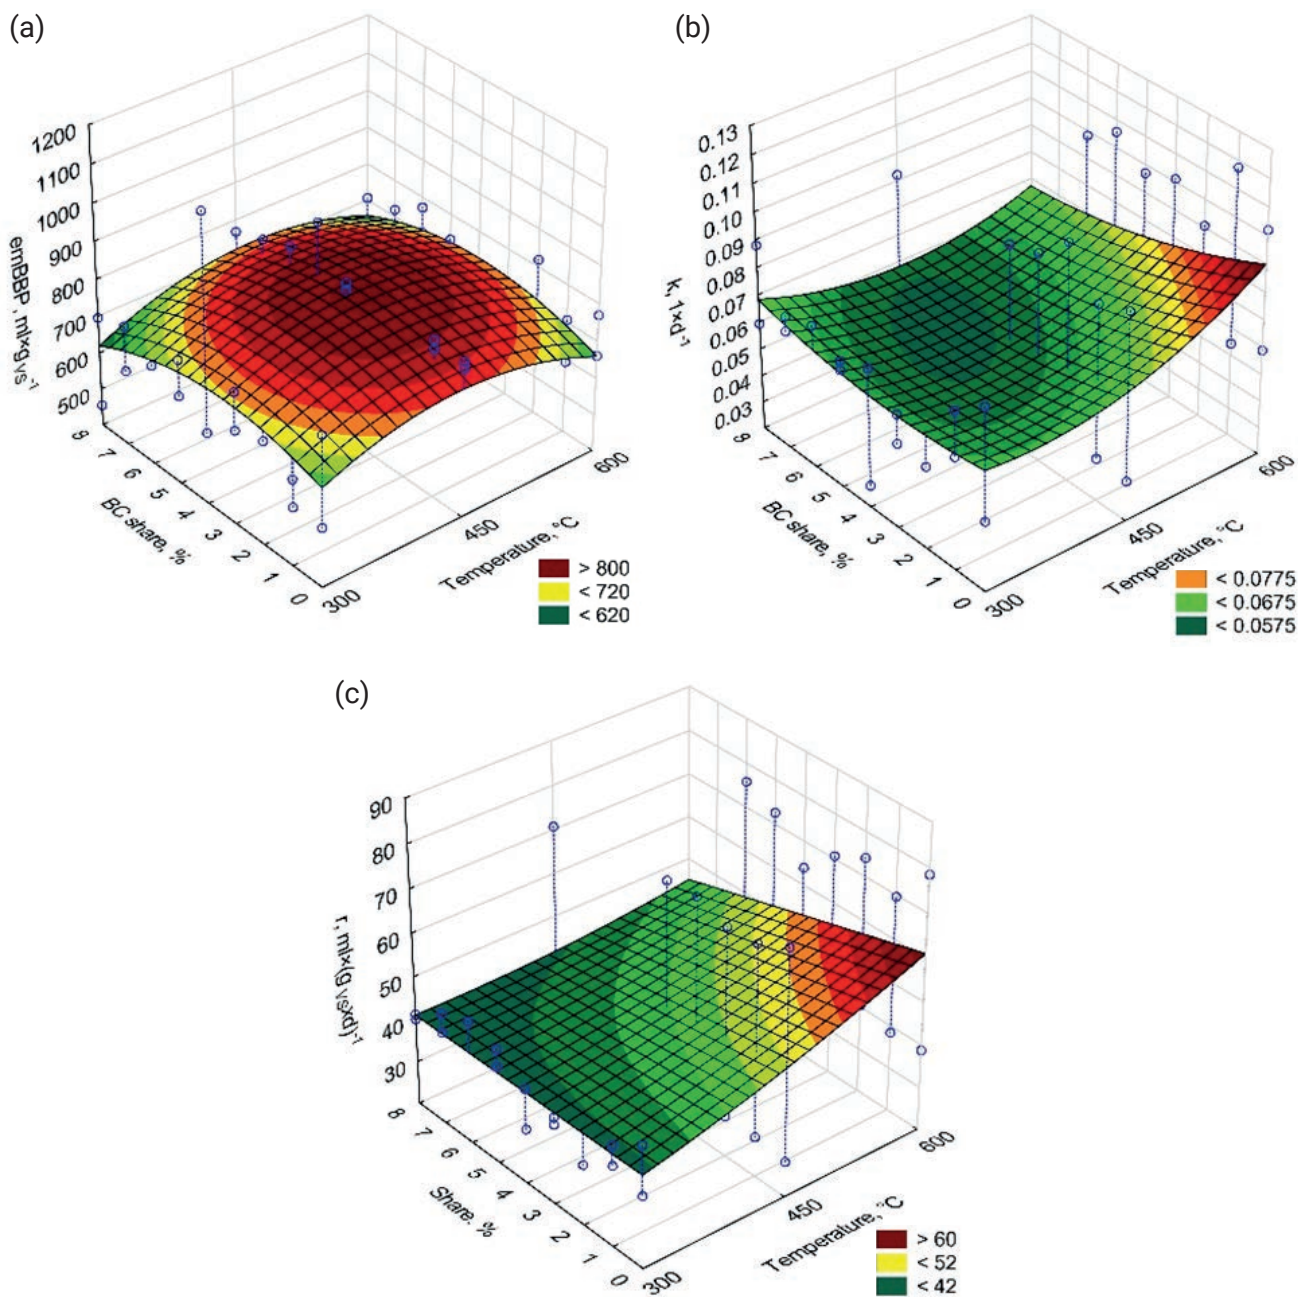 (a)
1200
1100
1000
900
800
700
600
500
emBBP, ml×g vs⁻¹
8 7 6 5 4 3 2 1 0
BC share, %
300 450 600
Temperature, °C
> 800
< 720
< 620
(b)
0.13
0.12
0.11
0.10
0.09
0.08
0.07
0.06
0.05
0.04
0.03
k, 1×d⁻¹
8 7 6 5 4 3 2 1 0
BC share, %
300 450 600
Temperature, °C
< 0.0775
< 0.0675
< 0.0575
(c)
90
80
70
60
50
40
30
r, ml×(g vs×d)⁻¹
8 7 6 5 4 3 2 1 0
Share. %
300 450 600
Temperature, °C
> 60
< 52
< 42